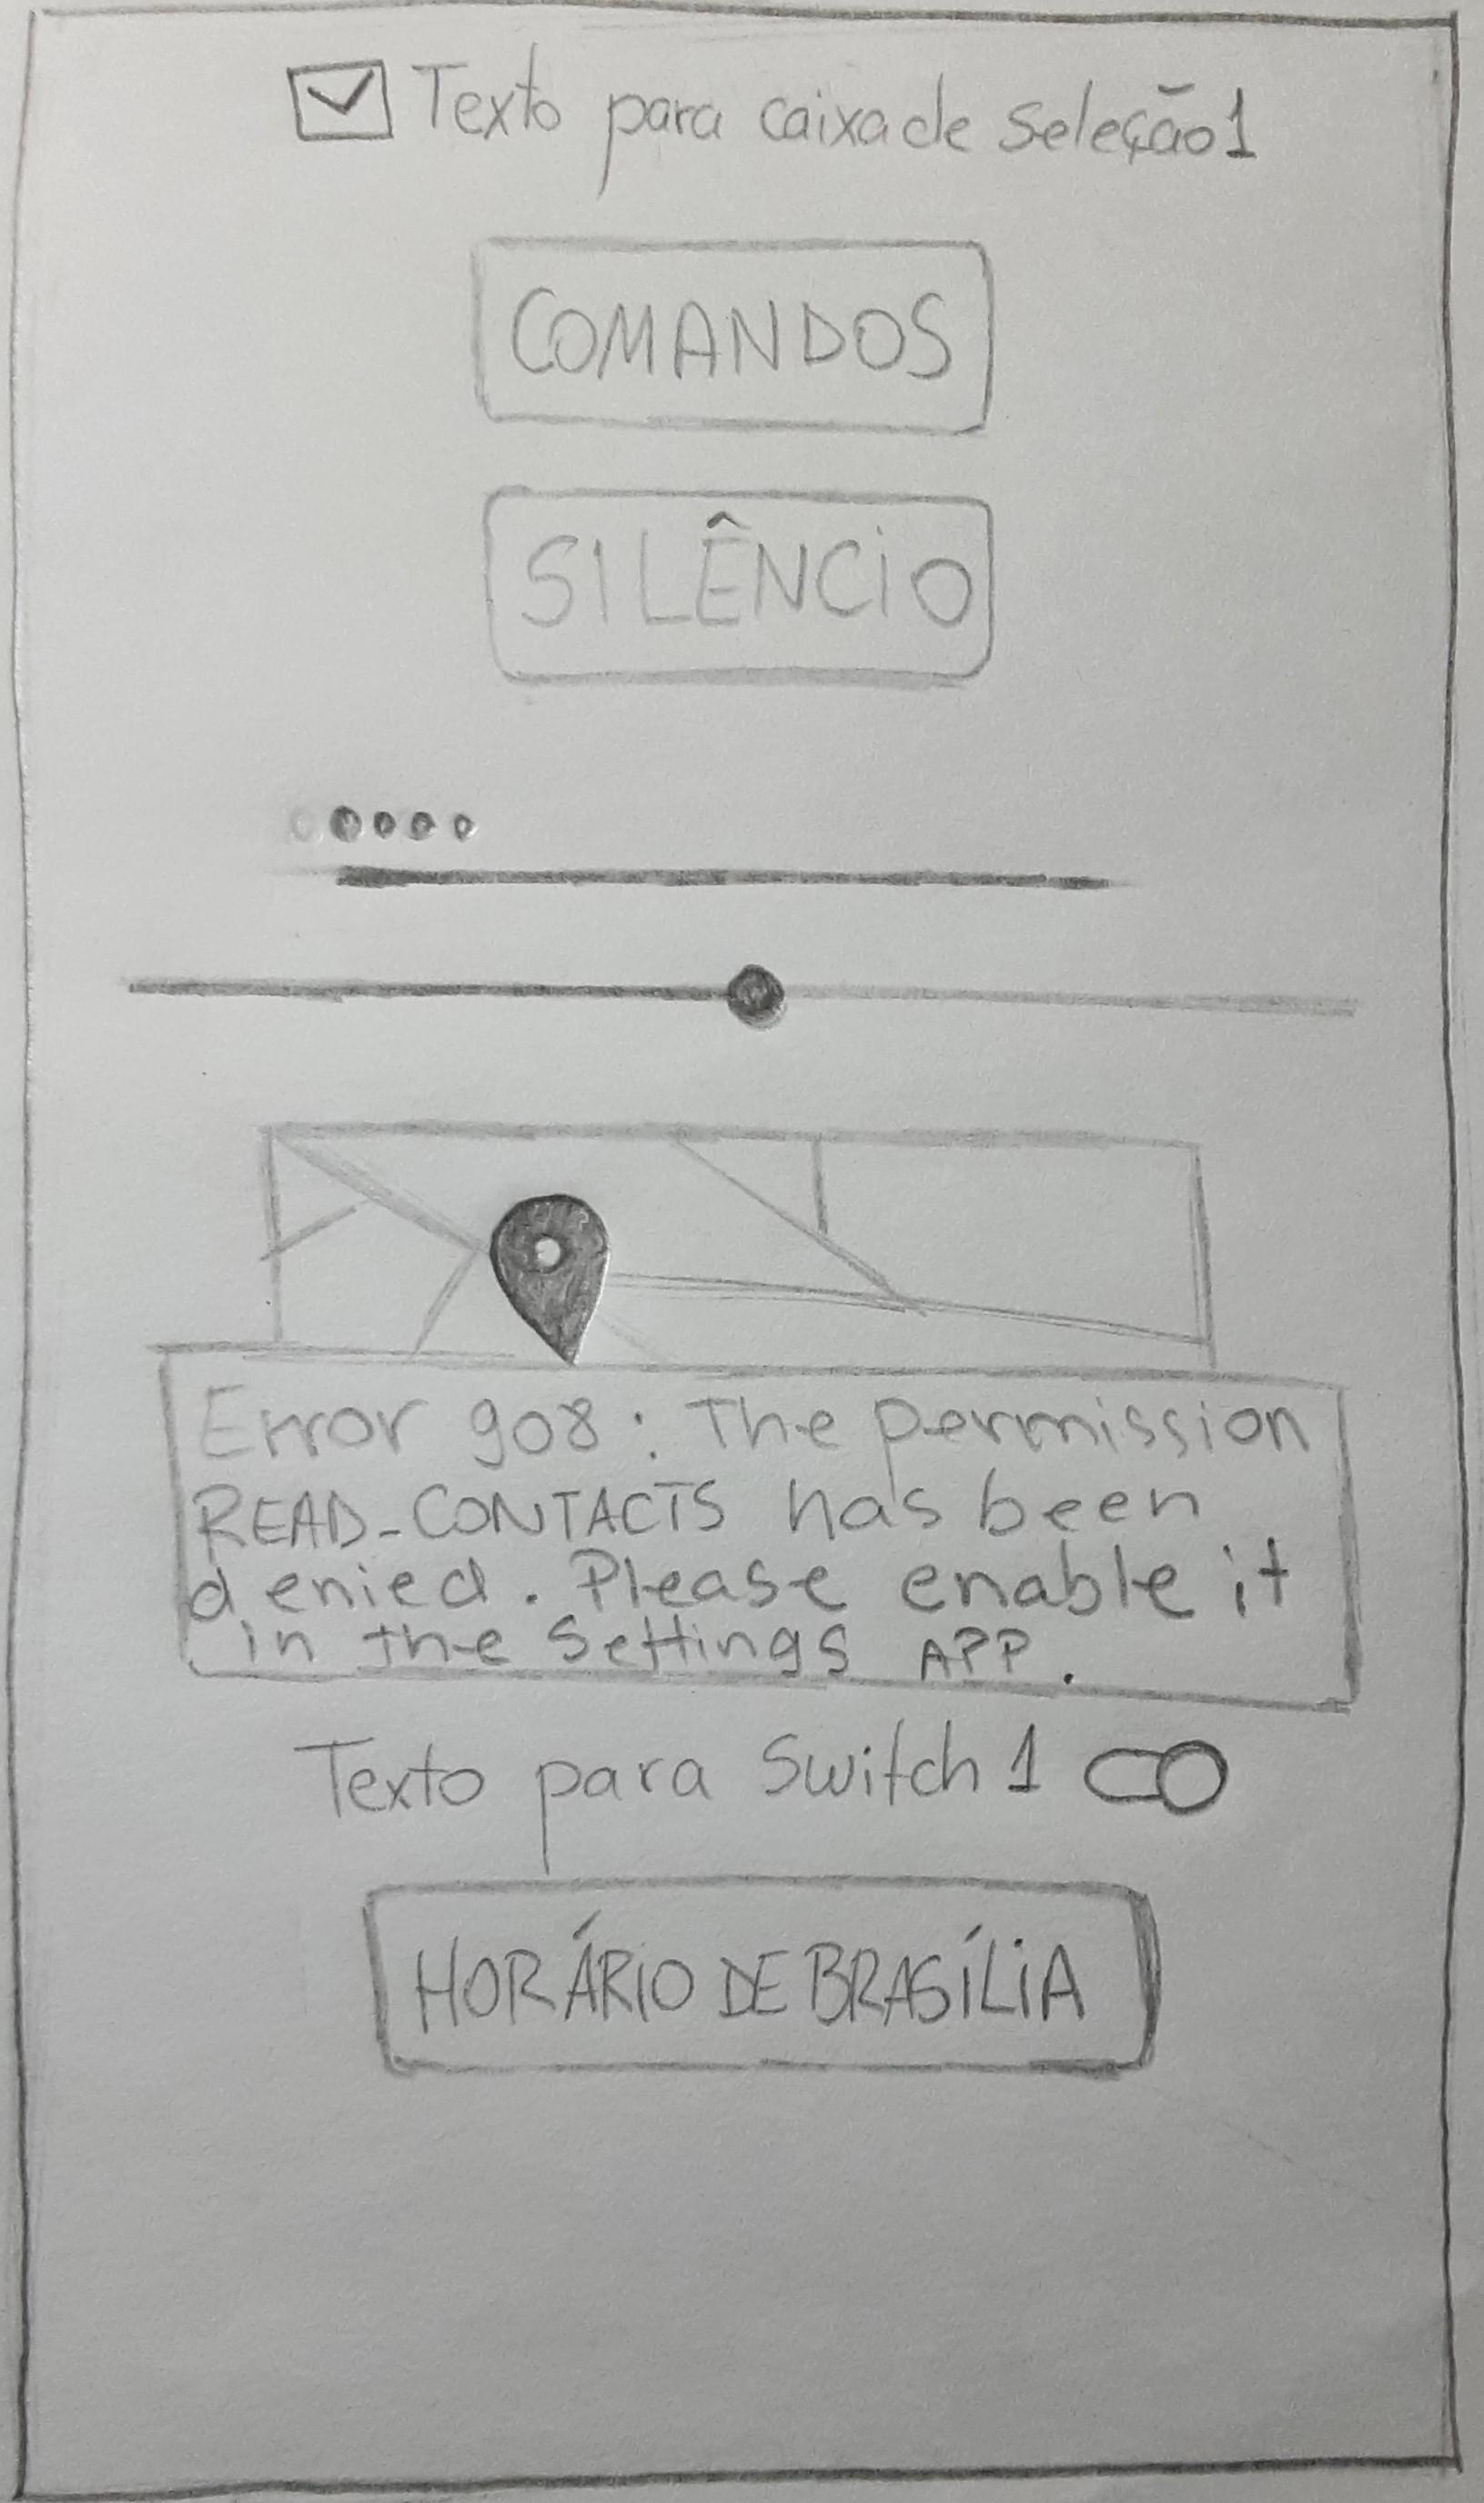 Texto para caixa de seleção 1
COMANDOS
SILÊNCIO
Error 908: The permission
READ_CONTACTS has been
denied. Please enable it
in the Settings APP.
Texto para Switch 1
HORÁRIO DE BRASÍLIA